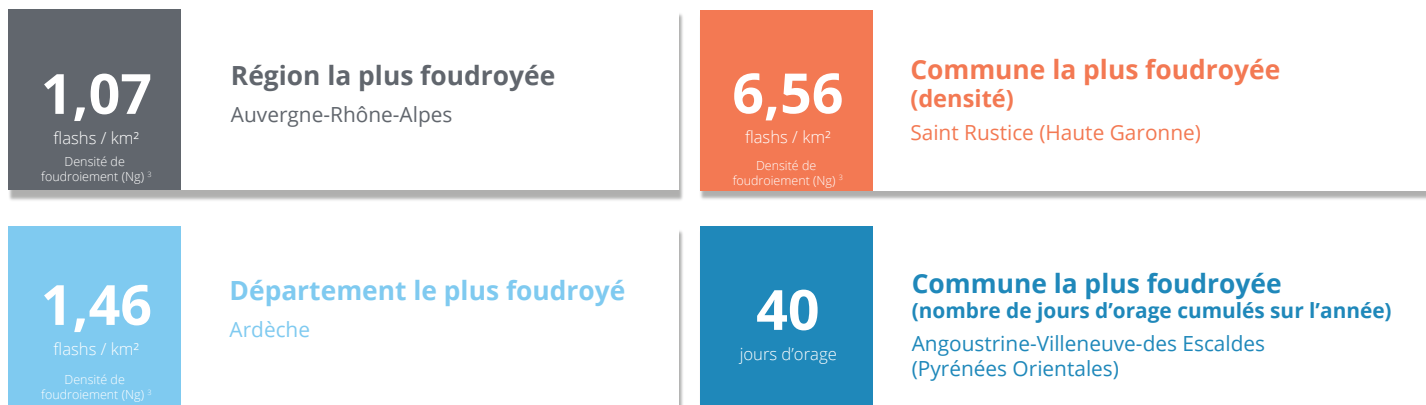 1,07
flashs / km²
Densité de
foudroiement (Ng) ³
Région la plus foudroyée
Auvergne-Rhône-Alpes
6,56
flashs / km²
Densité de
foudroiement (Ng) ³
Commune la plus foudroyée
(densité)
Saint Rustice (Haute Garonne)
1,46
flashs / km²
Densité de
foudroiement (Ng) ³
Département le plus foudroyé
Ardèche
40
jours d’orage
Commune la plus foudroyée
(nombre de jours d’orage cumulés sur l’année)
Angoustrine-Villeneuve-des Escaldes
(Pyrénées Orientales)